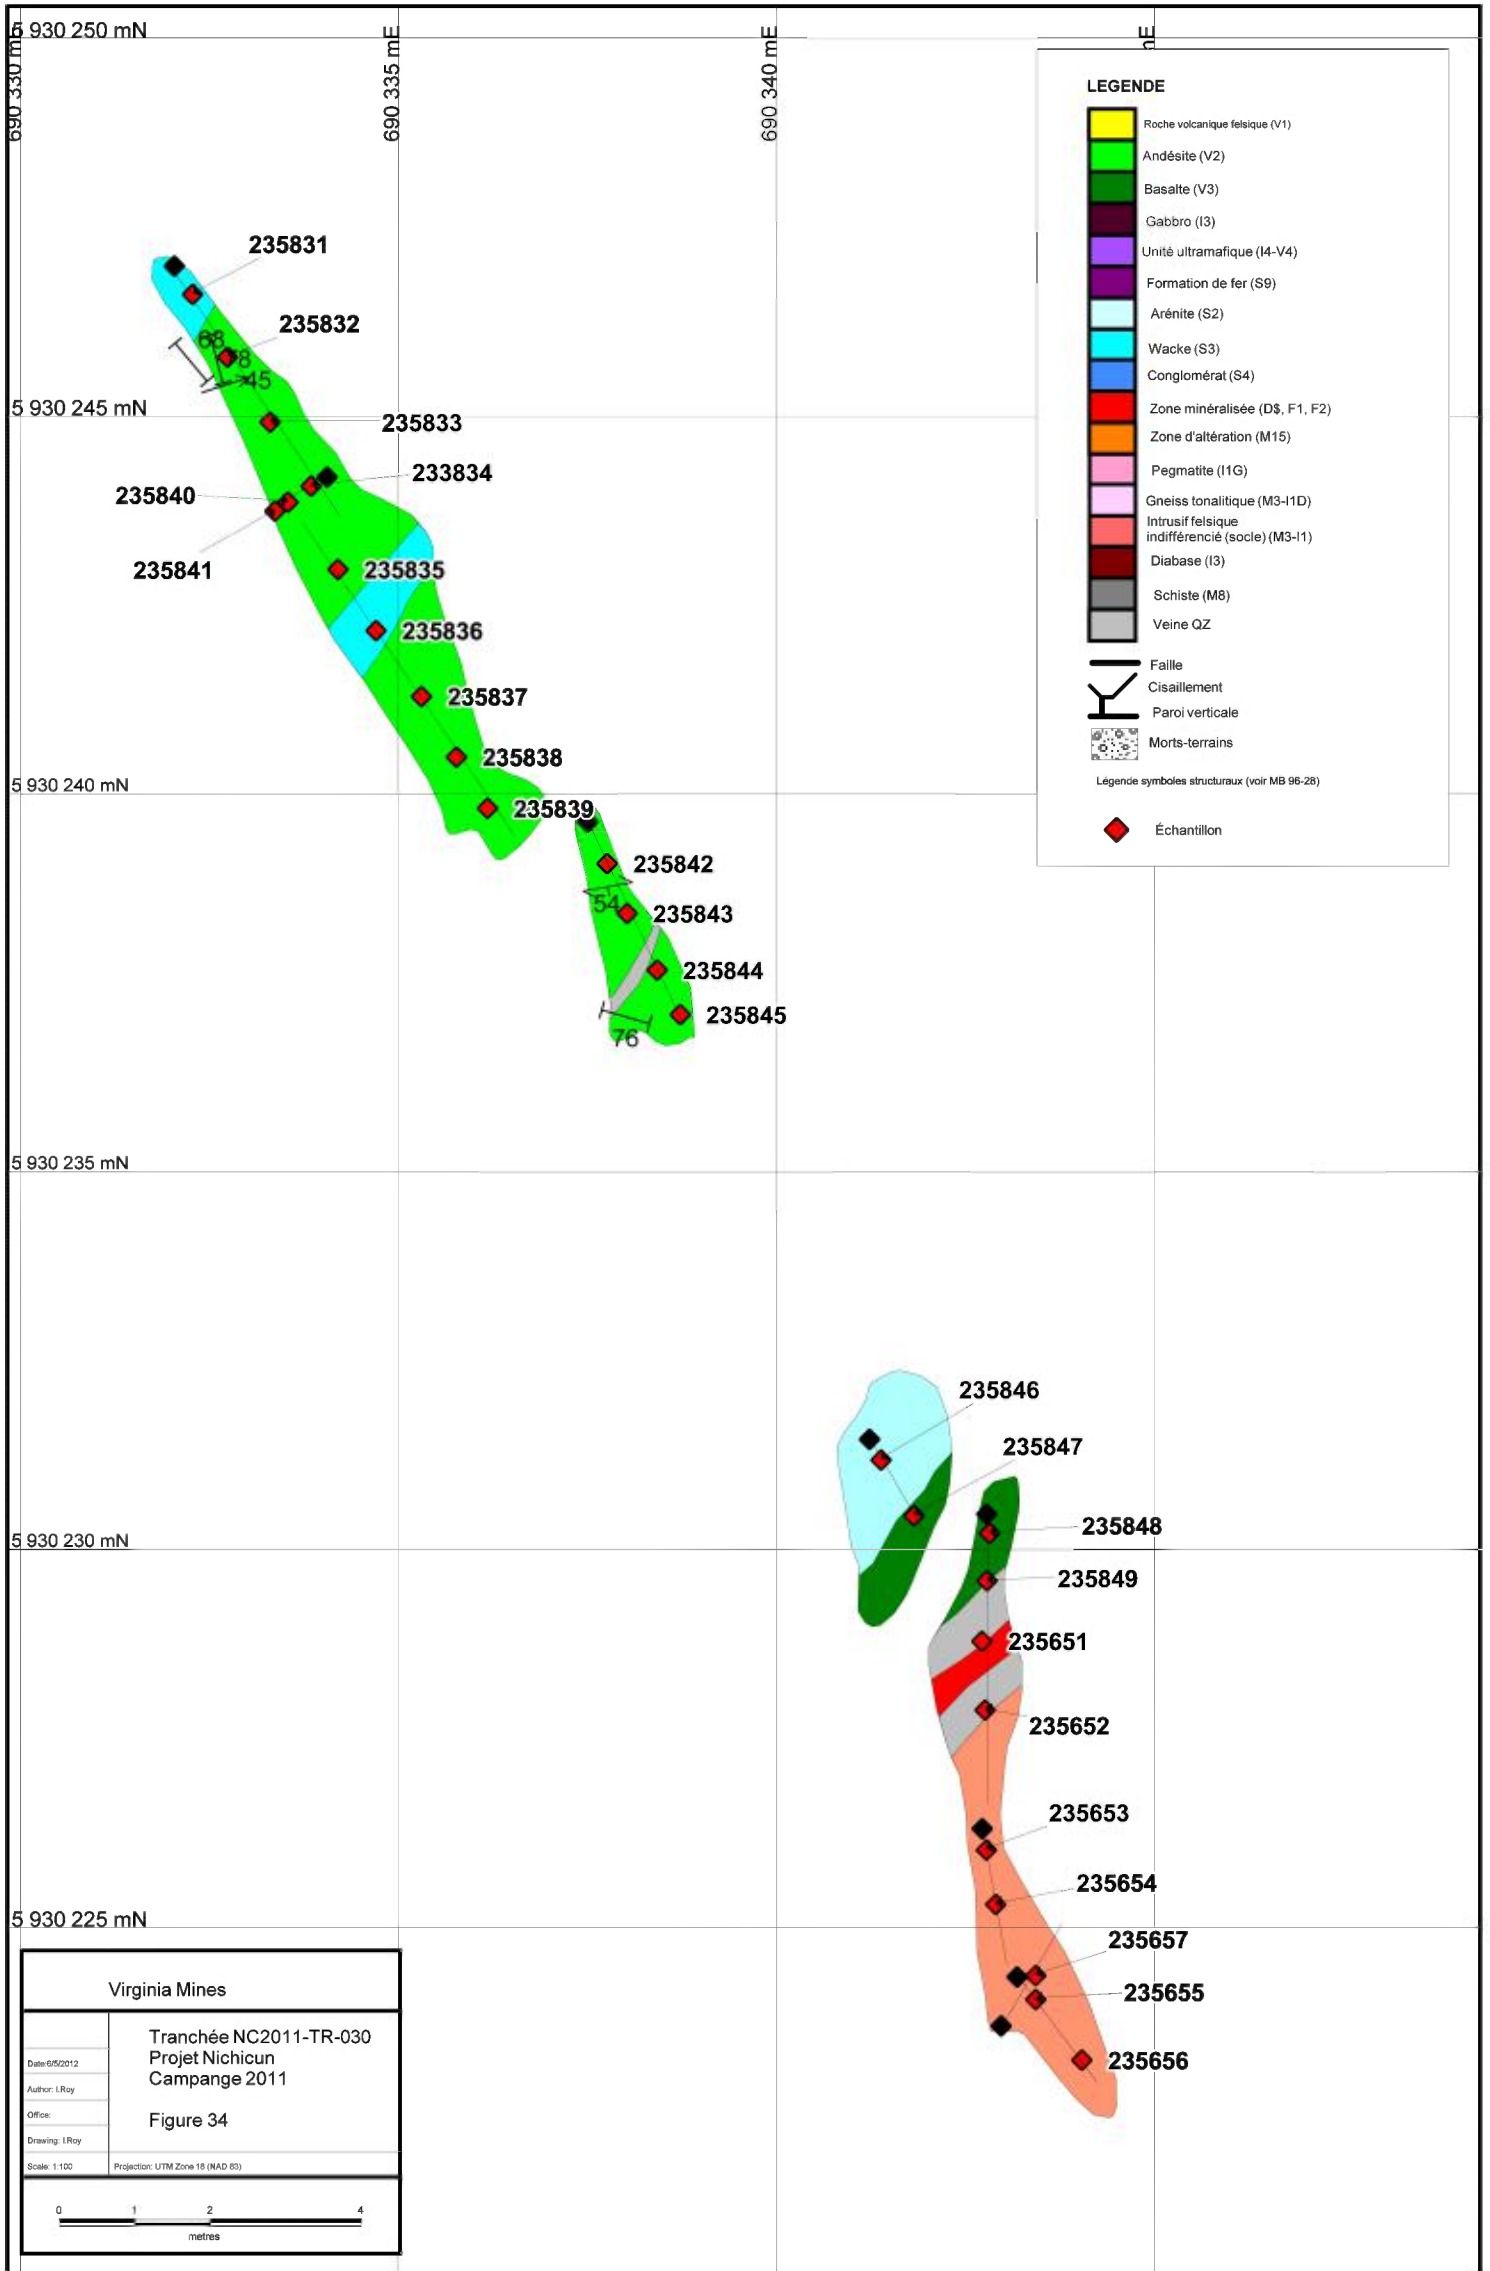 5 930 250 mN
690 330 mE
690 335 mE
690 340 mE
mE
LEGENDE
Roche volcanique felsique (V1)
Andésite (V2)
Basalte (V3)
Gabbro (I3)
Unité ultramafique (I4-V4)
Formation de fer (S9)
Arénite (S2)
Wacke (S3)
Conglomérat (S4)
Zone minéralisée (D$, F1, F2)
Zone d'altération (M15)
Pegmatite (I1G)
Gneiss tonalitique (M3-I1D)
Intrusif felsique
indifférencié (socle) (M3-I1)
Diabase (I3)
Schiste (M8)
Veine QZ
Faille
Cisaillement
Paroi verticale
Morts-terrains
Légende symboles structuraux (voir MB 96-28)
Échantillon
235831
235832
68
78
45
5 930 245 mN
235833
233834
235840
235841
235835
235836
235837
235838
5 930 240 mN
235839
235842
54
235843
235844
235845
76
5 930 235 mN
235846
235847
235848
5 930 230 mN
235849
235651
235652
235653
235654
5 930 225 mN
235657
235655
235656
Virginia Mines
Tranchée NC2011-TR-030
Projet Nichicun
Campange 2011
Figure 34
Date:6/5/2012
Author: I.Roy
Office:
Drawing: I.Roy
Scale: 1:100
Projection: UTM Zone 18 (NAD 83)
0 1 2 4
metres